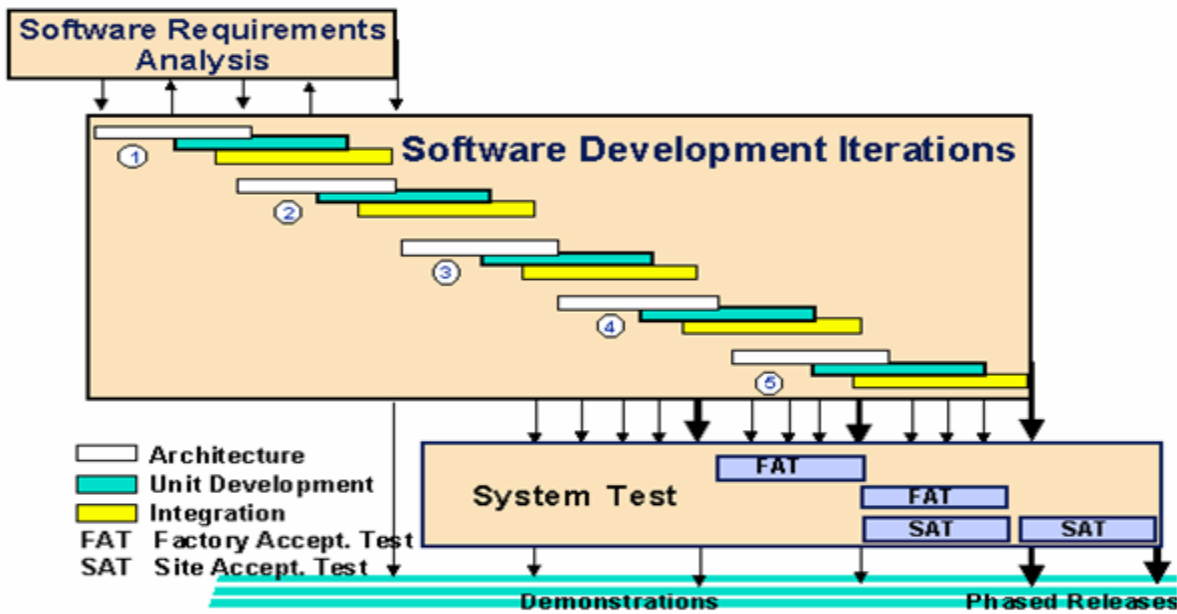 Software Requirements
Analysis
Software Development Iterations
1
2
3
4
5
Architecture
Unit Development
Integration
FAT Factory Accept. Test
SAT Site Accept. Test
System Test
FAT
FAT
SAT
SAT
Demonstrations
Phased Releases